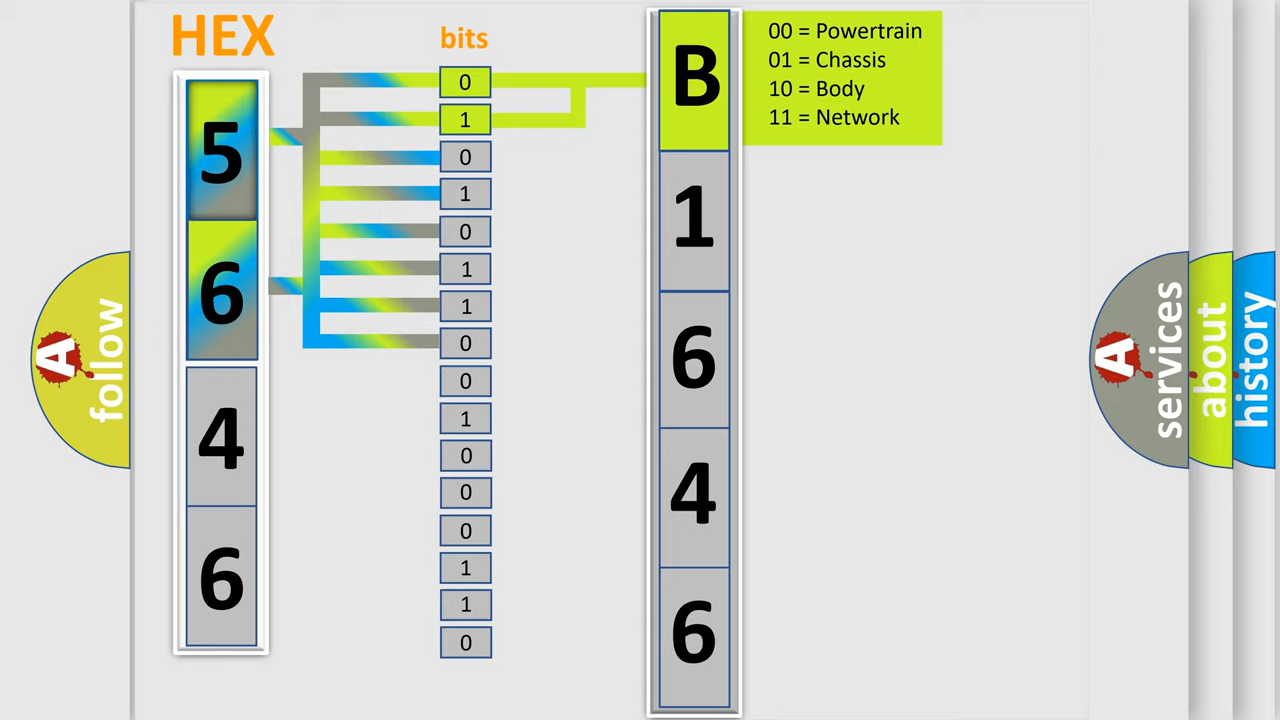 HEX
bits
5
6
4
6
0
1
0
1
0
1
1
0
0
1
0
0
0
1
1
0
B
1
6
4
6
00 = Powertrain
01 = Chassis
10 = Body
11 = Network
A
follow
A
services
about
history